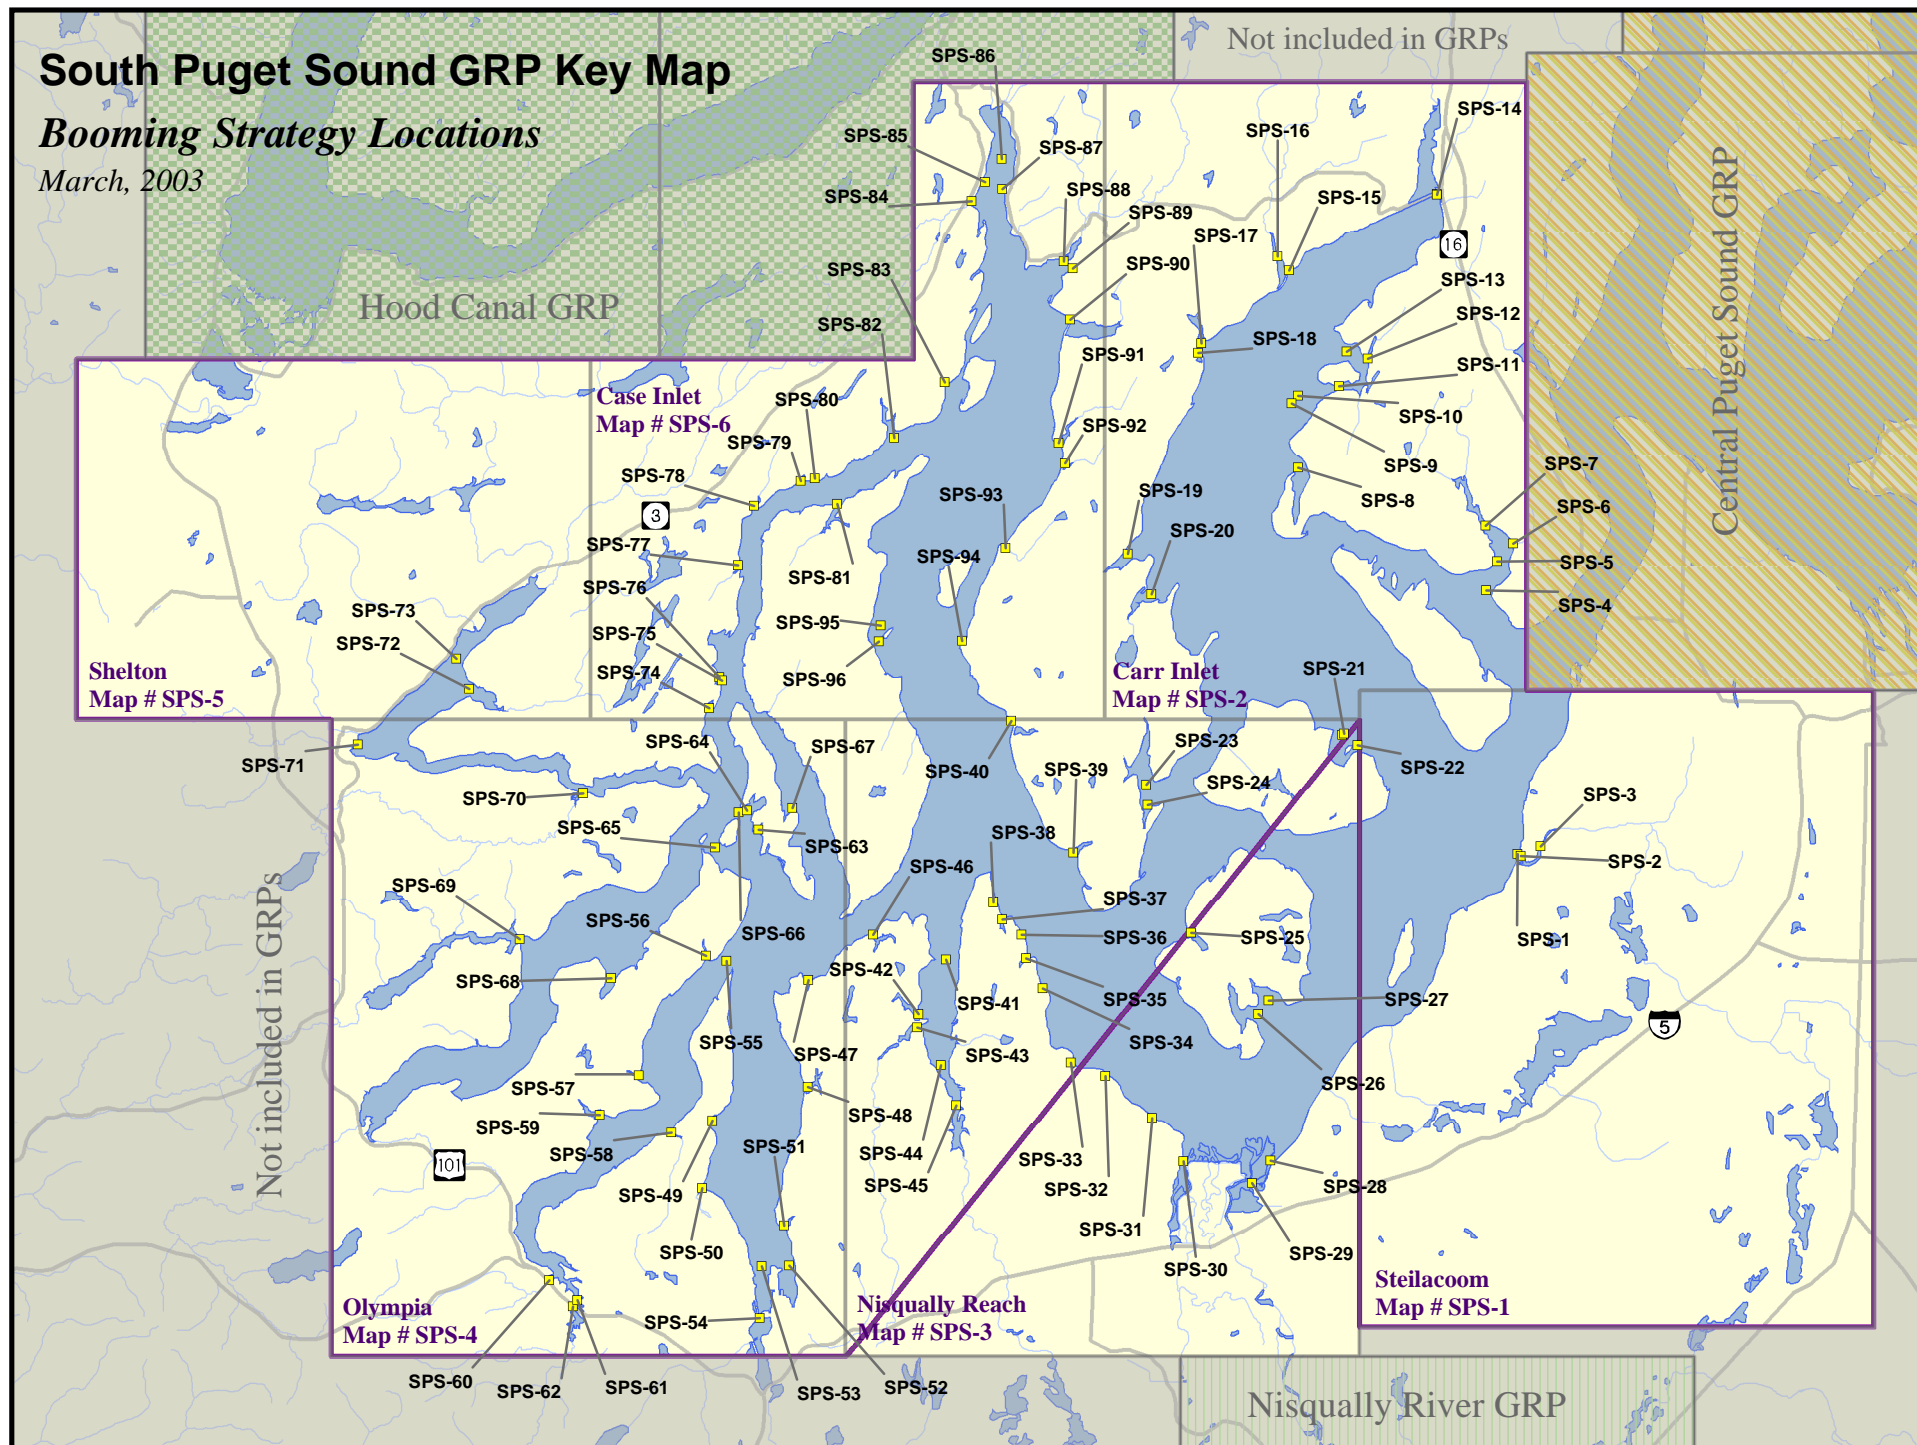 South Puget Sound GRP Key Map
Booming Strategy Locations
March, 2003
Not included in GRPs
Hood Canal GRP
Central Puget Sound GRP
Not included in GRPs
Nisqually River GRP
Shelton
Map # SPS-5
Case Inlet
Map # SPS-6
Carr Inlet
Map # SPS-2
Olympia
Map # SPS-4
Nisqually Reach
Map # SPS-3
Steilacoom
Map # SPS-1
16
3
101
5
SPS-86
SPS-85
SPS-87
SPS-84
SPS-88
SPS-89
SPS-83
SPS-90
SPS-82
SPS-91
SPS-92
SPS-80
SPS-79
SPS-78
SPS-77
SPS-76
SPS-75
SPS-74
SPS-81
SPS-93
SPS-94
SPS-95
SPS-96
SPS-14
SPS-16
SPS-15
SPS-17
SPS-13
SPS-12
SPS-18
SPS-11
SPS-10
SPS-9
SPS-8
SPS-7
SPS-6
SPS-5
SPS-4
SPS-19
SPS-20
SPS-21
SPS-22
SPS-73
SPS-72
SPS-71
SPS-70
SPS-64
SPS-67
SPS-65
SPS-63
SPS-69
SPS-56
SPS-66
SPS-68
SPS-55
SPS-47
SPS-57
SPS-48
SPS-59
SPS-58
SPS-49
SPS-51
SPS-50
SPS-54
SPS-60
SPS-62
SPS-61
SPS-53
SPS-52
SPS-40
SPS-39
SPS-23
SPS-24
SPS-38
SPS-46
SPS-37
SPS-36
SPS-25
SPS-42
SPS-41
SPS-35
SPS-27
SPS-43
SPS-34
SPS-26
SPS-44
SPS-45
SPS-33
SPS-32
SPS-31
SPS-30
SPS-29
SPS-28
SPS-3
SPS-2
SPS-1